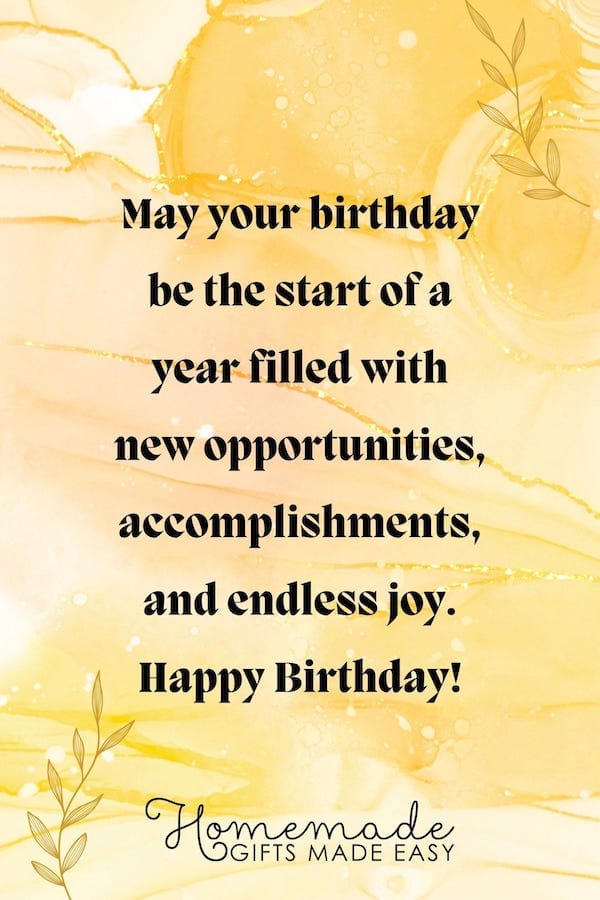 May your birthday
be the start of a
year filled with
new opportunities,
accomplishments,
and endless joy.
Happy Birthday!
Homemade
GIFTS MADE EASY